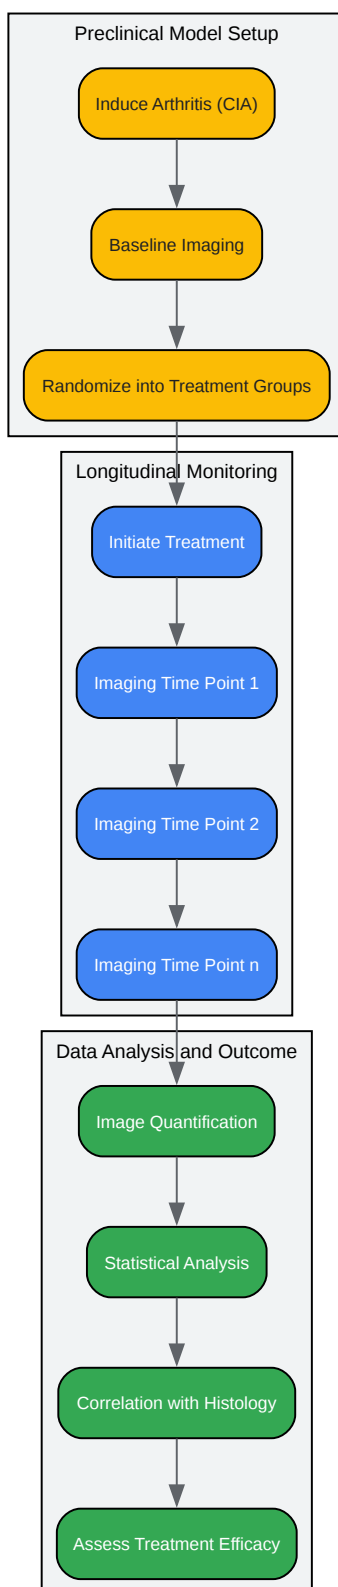 Preclinical Model Setup
Induce Arthritis (CIA)
Baseline Imaging
Randomize into Treatment Groups
Longitudinal Monitoring
Initiate Treatment
Imaging Time Point 1
Imaging Time Point 2
Imaging Time Point n
Data Analysis and Outcome
Image Quantification
Statistical Analysis
Correlation with Histology
Assess Treatment Efficacy